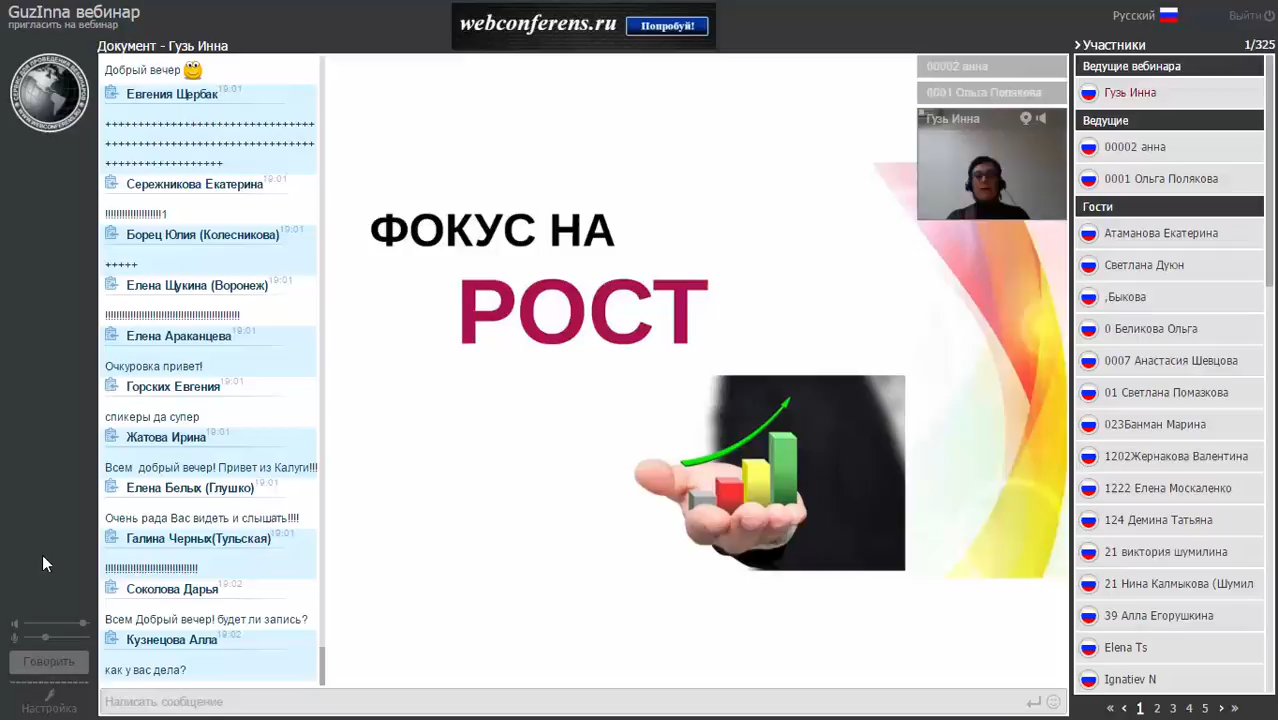 GuzInna вебинар
пригласить на вебинар
webconferens.ru Попробуй!
Русский
Выйти
Документ - Гузь Инна
Добрый вечер
Евгения Щербак 19:01
++++++++++++++++++++++++++++++++
++++++++++++++++++++++++++++++++
++++++++++++++++++
Сережникова Екатерина 19:01
!!!!!!!!!!!!!!!!!!!!1
Борец Юлия (Колесникова) 19:01
+++++
Елена Щукина (Воронеж) 19:01
!!!!!!!!!!!!!!!!!!!!!!!!!!!!!!!!!!!!!!!!!!!!!!!!
Елена Араканцева 19:01
Очкуровка привет!
Горских Евгения 19:01
спикеры да супер
Жатова Ирина 19:01
Всем добрый вечер! Привет из Калуги!!!
Елена Белых (Глушко) 19:01
Очень рада Вас видеть и слышать!!!!
Галина Черных(Тульская) 19:01
!!!!!!!!!!!!!!!!!!!!!!!!!!!!!!!!!
Соколова Дарья 19:02
Всем Добрый вечер! будет ли запись?
Кузнецова Алла 19:02
как у вас дела?
Написать сообщение
Говорить
Настройка
ФОКУС НА
РОСТ
00002 анна
0001 Ольга Полякова
Гузь Инна
Участники 1/325
Ведущие вебинара
Гузь Инна
Ведущие
00002 анна
0001 Ольга Полякова
Гости
Атаманова Екатерина
Светлана Дуюн
,Быкова
0 Беликова Ольга
0007 Анастасия Шевцова
01 Светлана Помазкова
023Банман Марина
1202Жернакова Валентина
1222 Елена Москаленко
124 Демина Татьяна
21 виктория шумилина
21 Нина Калмыкова (Шумил
39 Алла Егорушкина
Elena Ts
Ignatiev N
« ‹ 1 2 3 4 5 › »